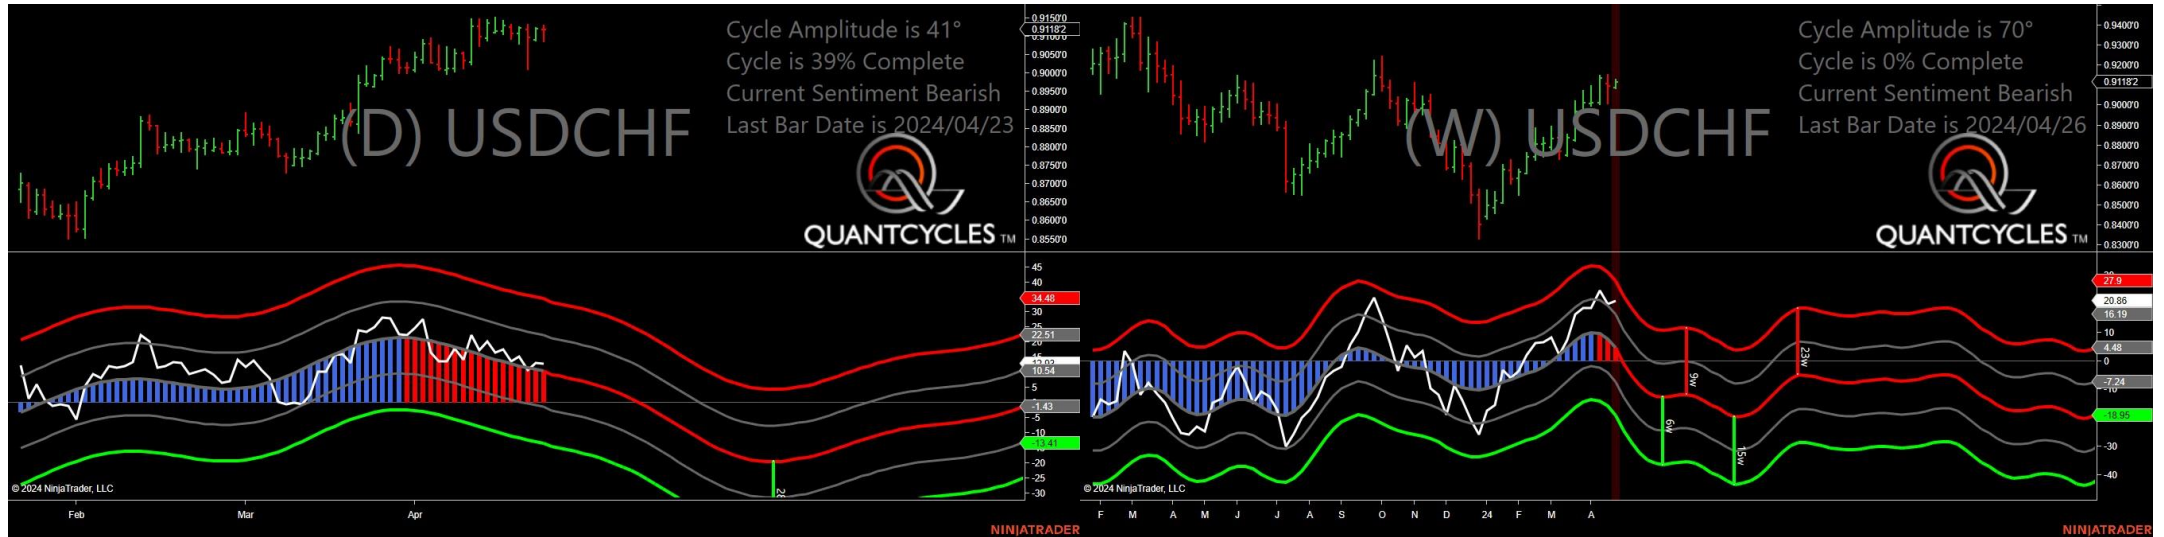 Cycle Amplitude is 41°
Cycle is 39% Complete
Current Sentiment Bearish
Last Bar Date is 2024/04/23
(D) USDCHF
QUANTCYCLES TM
0.9150'0
0.9118'2
0.9100'0
0.9050'0
0.9000'0
0.8950'0
0.8900'0
0.8850'0
0.8800'0
0.8750'0
0.8700'0
0.8650'0
0.8600'0
0.8550'0
45
40
34.48
30
25
22.51
20
15
10.54
5
-1.43
-5
-10
-13.41
-20
-25
-30
© 2024 NinjaTrader, LLC
Feb
Mar
Apr
NINJATRADER
Cycle Amplitude is 70°
Cycle is 0% Complete
Current Sentiment Bearish
Last Bar Date is 2024/04/26
(W) USDCHF
QUANTCYCLES TM
0.9400'0
0.9300'0
0.9200'0
0.9118'2
0.9000'0
0.8900'0
0.8800'0
0.8700'0
0.8600'0
0.8500'0
0.8400'0
0.8300'0
27.9
20.86
16.19
10
4.48
0
-7.24
-10
-18.95
-30
-40
9w
6w
15w
23w
© 2024 NinjaTrader, LLC
F
M
A
M
J
J
A
S
O
N
D
24
F
M
A
NINJATRADER